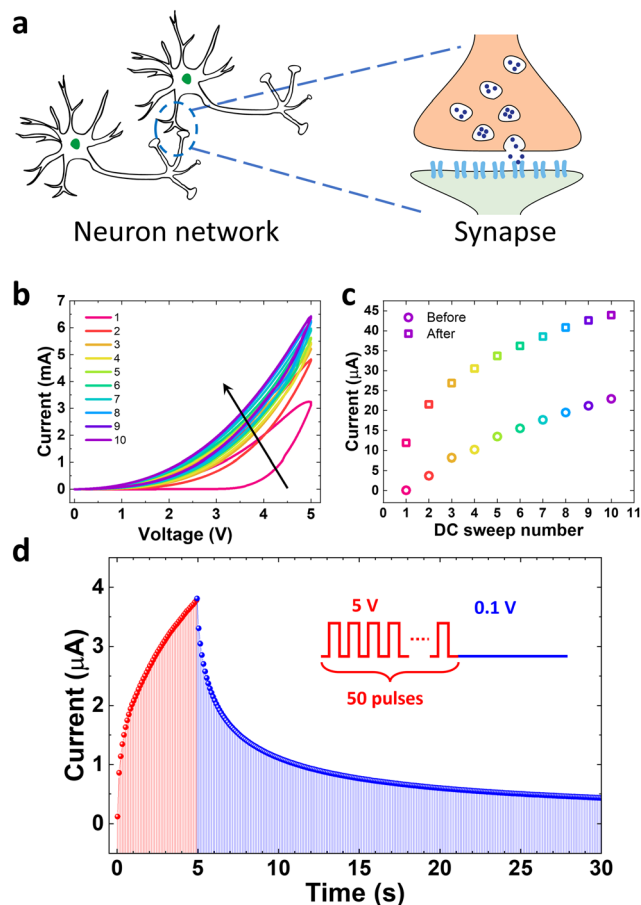 a
Neuron network
Synapse
b
Current (mA)
7
6
5
4
3
2
1
0
1
2
3
4
5
6
7
8
9
10
0 1 2 3 4 5
Voltage (V)
c
Current (μA)
45
40
35
30
25
20
15
10
5
0
Before
After
0 1 2 3 4 5 6 7 8 9 10 11
DC sweep number
d
Current (μA)
4
3
2
1
0
5 V
0.1 V
50 pulses
0 5 10 15 20 25 30
Time (s)